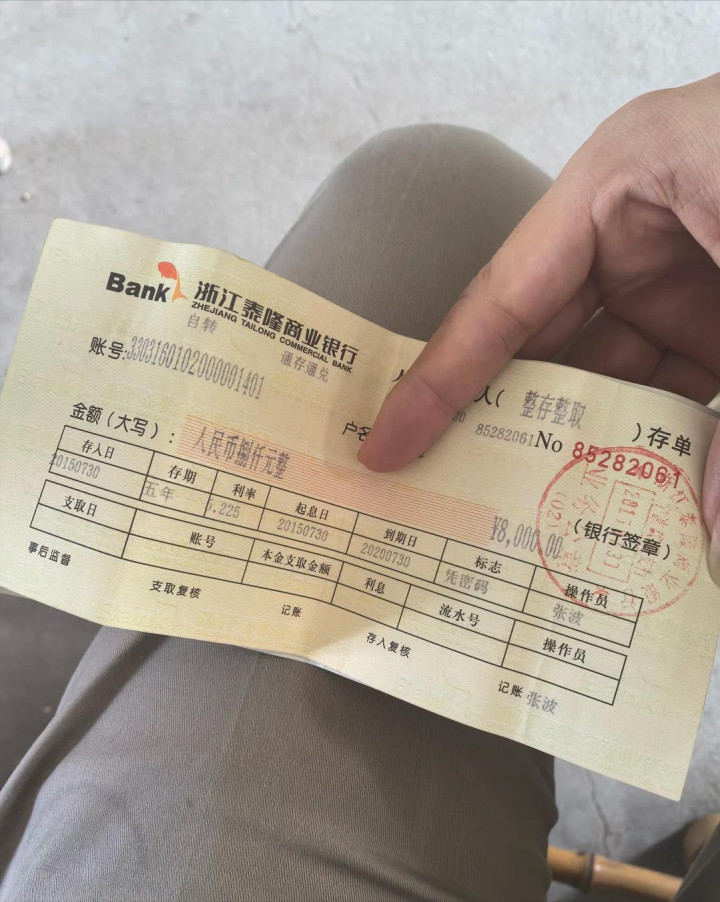 Bank 浙江泰隆商业银行
ZHEJIANG TAILONG COMMERCIAL BANK
自转 通存通兑
账号:3303160102000001401
人( 整存整取 )存单
户名
85282061 No 85282061
金额（大写）: 人民币捌仟元整 ¥8,000.00
(银行签章)
存入日 存期 利率 起息日 到期日 标志 操作员
20150730 五年 5.225 20150730 20200730 凭密码 张波
支取日 账号 本金支取金额 利息 流水号 操作员
事后监督 支取复核 记账 存入复核 记账 张波